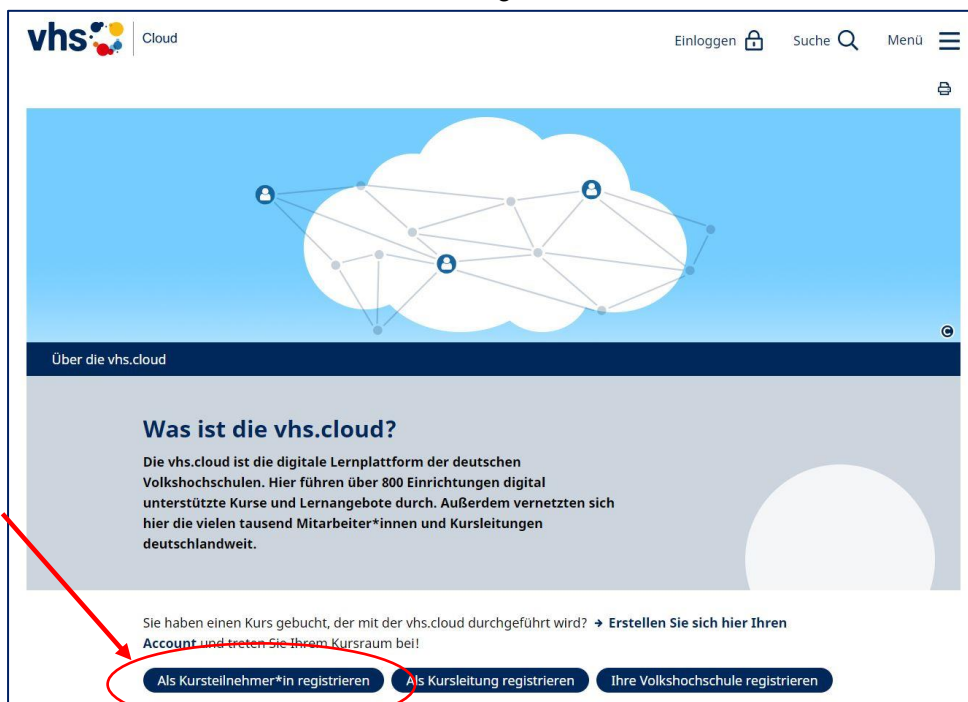 vhs Cloud Einloggen Suche Menü
Über die vhs.cloud
Was ist die vhs.cloud?
Die vhs.cloud ist die digitale Lernplattform der deutschen
Volkshochschulen. Hier führen über 800 Einrichtungen digital
unterstützte Kurse und Lernangebote durch. Außerdem vernetzten sich
hier die vielen tausend Mitarbeiter*innen und Kursleitungen
deutschlandweit.
Sie haben einen Kurs gebucht, der mit der vhs.cloud durchgeführt wird? → Erstellen Sie sich hier Ihren
Account und treten Sie Ihrem Kursraum bei!
Als Kursteilnehmer*in registrieren Als Kursleitung registrieren Ihre Volkshochschule registrieren